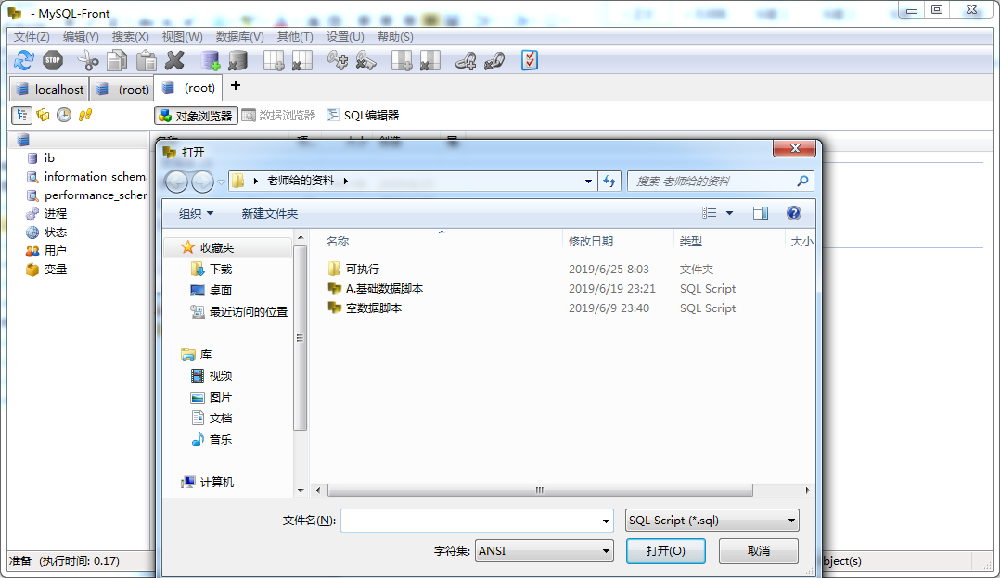 - MySQL-Front
文件(Z) 编辑(Y) 搜索(X) 视图(W) 数据库(V) 其他(T) 设置(U) 帮助(S)
STOP
localhost (root) (root) +
对象浏览器 数据浏览器 SQL编辑器
ib
information_schem
performance_scher
进程
状态
用户
变量
打开
老师给的资料
搜索 老师给的资料
组织 新建文件夹
收藏夹
下载
桌面
最近访问的位置
库
视频
图片
文档
音乐
计算机
名称 修改日期 类型 大小
可执行 2019/6/25 8:03 文件夹
A.基础数据脚本 2019/6/19 23:21 SQL Script
空数据脚本 2019/6/9 23:40 SQL Script
文件名(N): SQL Script (*.sql)
字符集: ANSI 打开(O) 取消
准备 (执行时间: 0.17) bject(s)